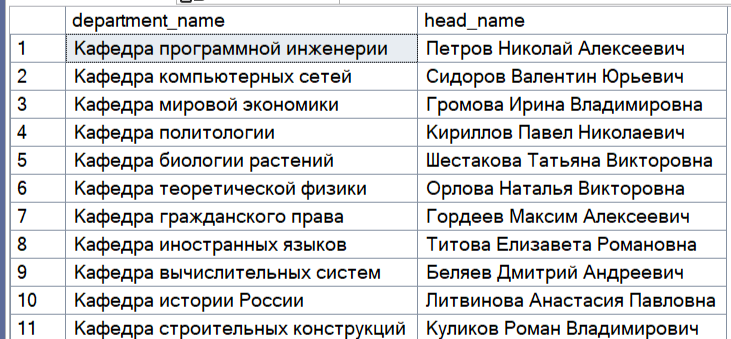 department_name head_name
1 Кафедра программной инженерии Петров Николай Алексеевич
2 Кафедра компьютерных сетей Сидоров Валентин Юрьевич
3 Кафедра мировой экономики Громова Ирина Владимировна
4 Кафедра политологии Кириллов Павел Николаевич
5 Кафедра биологии растений Шестакова Татьяна Викторовна
6 Кафедра теоретической физики Орлова Наталья Викторовна
7 Кафедра гражданского права Гордеев Максим Алексеевич
8 Кафедра иностранных языков Титова Елизавета Романовна
9 Кафедра вычислительных систем Беляев Дмитрий Андреевич
10 Кафедра истории России Литвинова Анастасия Павловна
11 Кафедра строительных конструкций Куликов Роман Владимирович